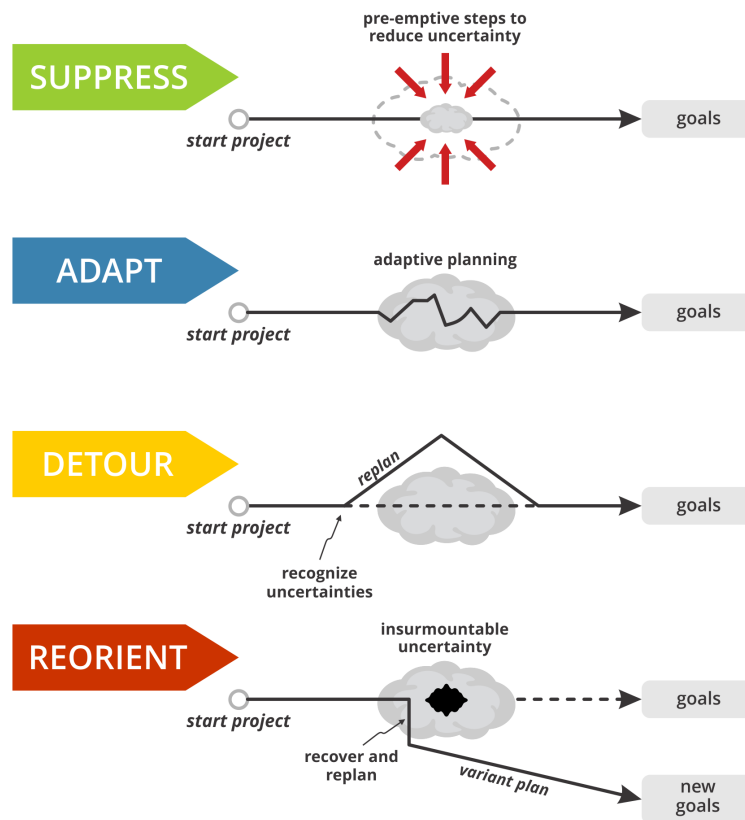 pre-emptive steps to
reduce uncertainty
SUPPRESS
start project
goals
adaptive planning
ADAPT
start project
goals
DETOUR
replan
start project
goals
recognize
uncertainties
insurmountable
uncertainty
REORIENT
start project
goals
recover and
replan
variant plan
new
goals